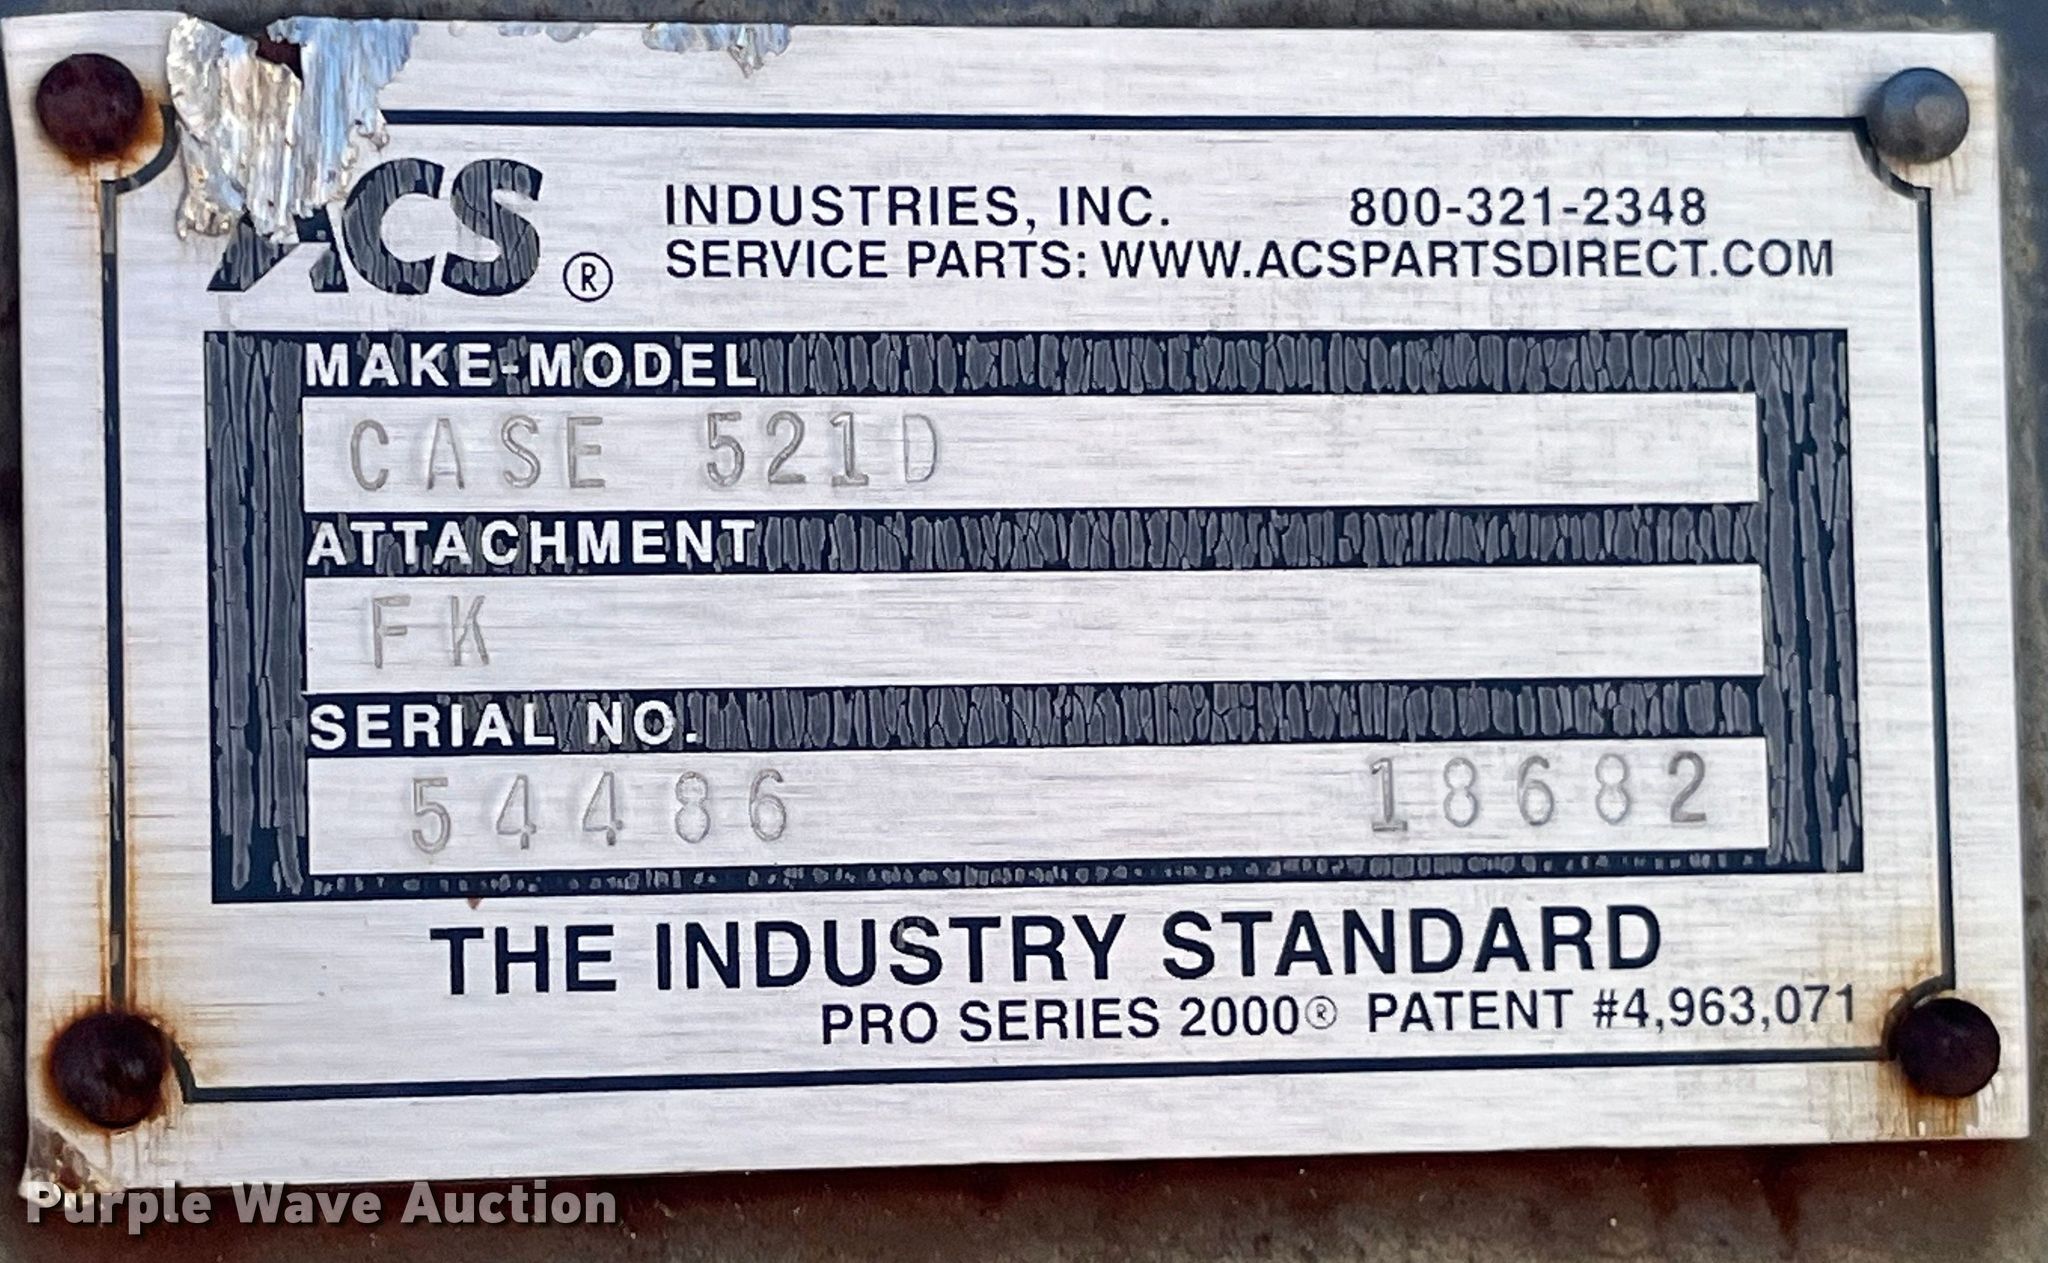 ACS®
INDUSTRIES, INC. 800-321-2348
SERVICE PARTS: WWW.ACSPARTSDIRECT.COM
MAKE-MODEL
CASE 521D
ATTACHMENT
FK
SERIAL NO.
54486 18682
THE INDUSTRY STANDARD
PRO SERIES 2000® PATENT #4,963,071
Purple Wave Auction